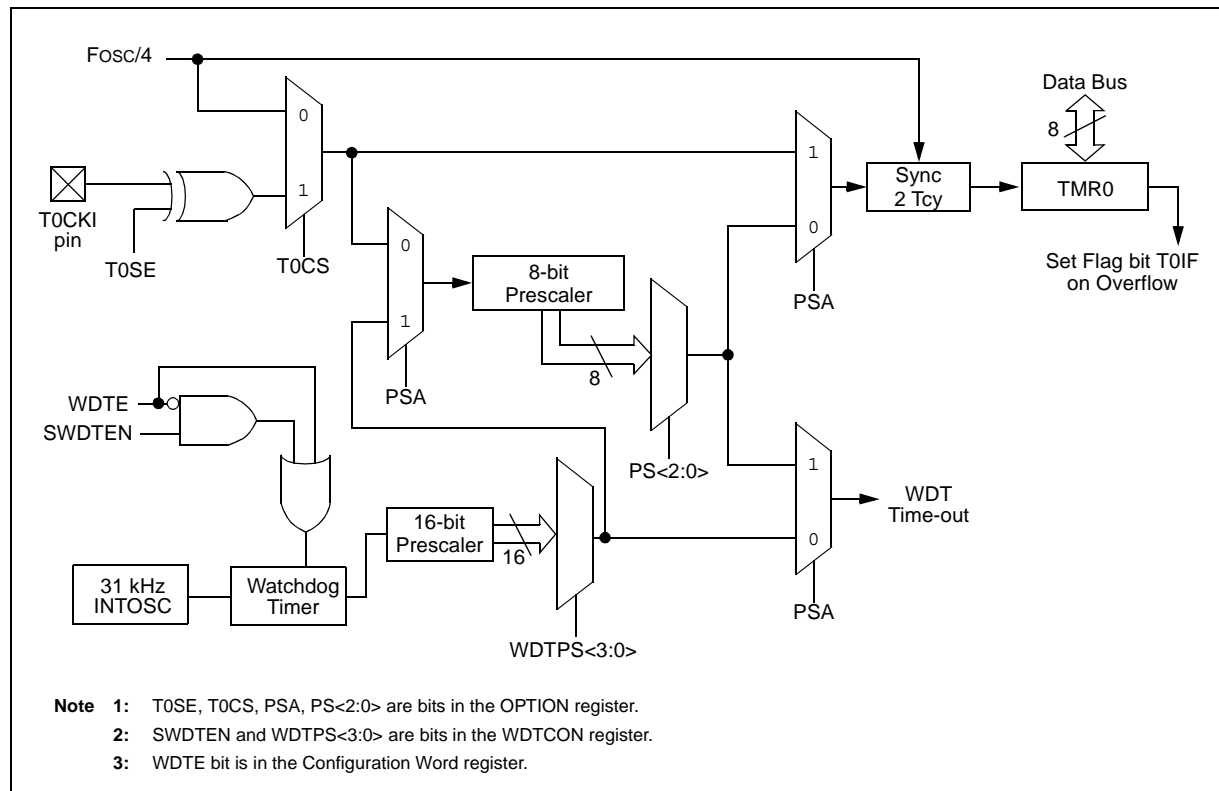 FOSC/4
Data Bus
8
0
1
1
0
T0CKI
pin
T0SE
T0CS
Sync
2 Tcy
TMR0
Set Flag bit T0IF
on Overflow
PSA
0
1
8-bit
Prescaler
8
PSA
PS<2:0>
WDTE
SWDTEN
1
0
WDT
Time-out
PSA
16-bit
Prescaler
16
31 kHz
INTOSC
Watchdog
Timer
WDTPS<3:0>
Note 1: T0SE, T0CS, PSA, PS<2:0> are bits in the OPTION register.
2: SWDTEN and WDTPS<3:0> are bits in the WDTCON register.
3: WDTE bit is in the Configuration Word register.